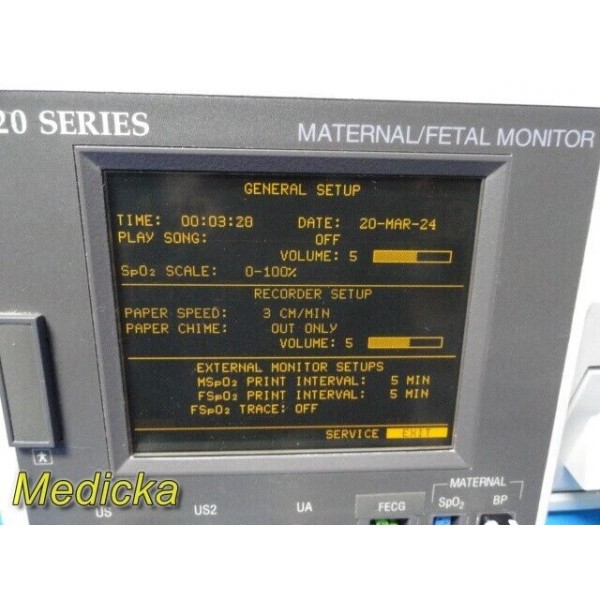 20 SERIES
MATERNAL/FETAL MONITOR
GENERAL SETUP
TIME: 00:03:28 DATE: 20-MAR-24
PLAY SONG: OFF
VOLUME: 5
SpO2 SCALE: 0-100%
RECORDER SETUP
PAPER SPEED: 3 CM/MIN
PAPER CHIME: OUT ONLY
VOLUME: 5
EXTERNAL MONITOR SETUPS
MSpO2 PRINT INTERVAL: 5 MIN
FSpO2 PRINT INTERVAL: 5 MIN
FSpO2 TRACE: OFF
SERVICE EXIT
Medicka
MATERNAL
US US2 UA FECG SpO2 BP